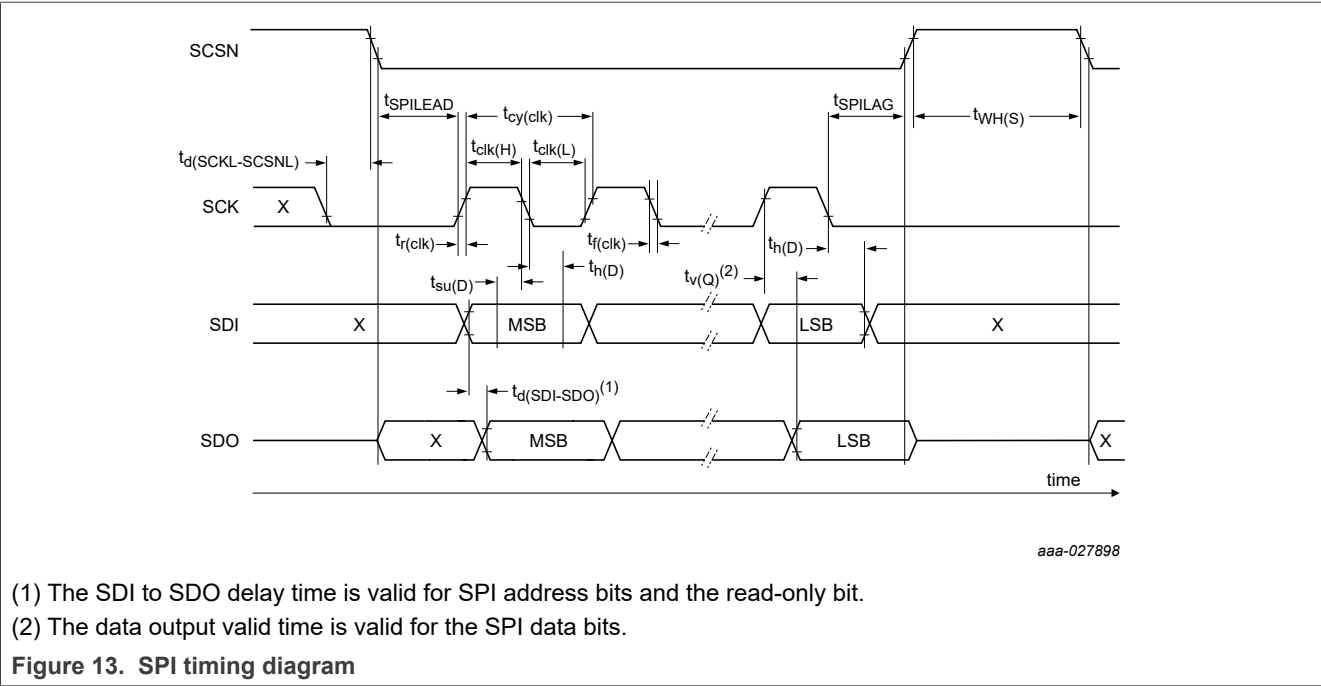 SCSN
tSPILEAD
tcy(clk)
tSPILAG
tWH(S)
td(SCKL-SCSNL)
tclk(H)
tclk(L)
SCK
X
tr(clk)
tf(clk)
th(D)
th(D)
tsu(D)
tv(Q)(2)
SDI
X
MSB
LSB
X
td(SDI-SDO)(1)
SDO
X
MSB
LSB
X
time
aaa-027898
(1) The SDI to SDO delay time is valid for SPI address bits and the read-only bit.
(2) The data output valid time is valid for the SPI data bits.
Figure 13. SPI timing diagram